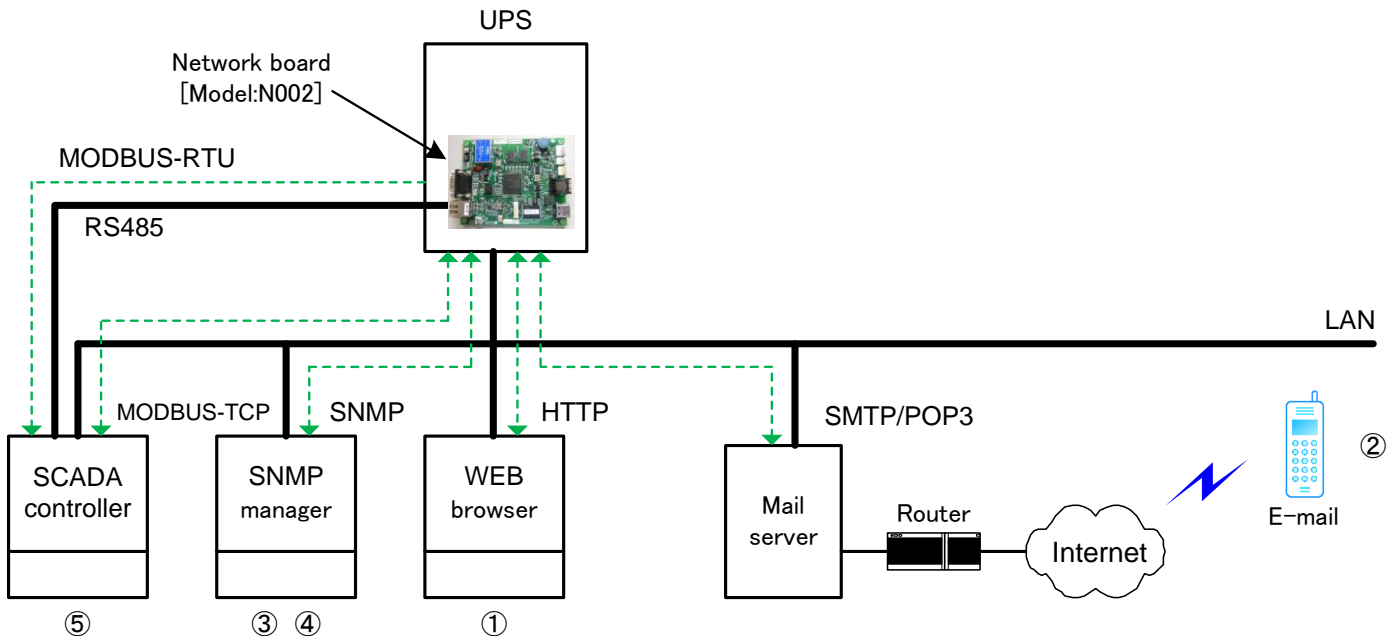 UPS
Network board
[Model:N002]
MODBUS-RTU
RS485
LAN
MODBUS-TCP
SNMP
HTTP
SMTP/POP3
SCADA
controller
SNMP
manager
WEB
browser
Mail
server
Router
Internet
E-mail
②
⑤
③ ④
①